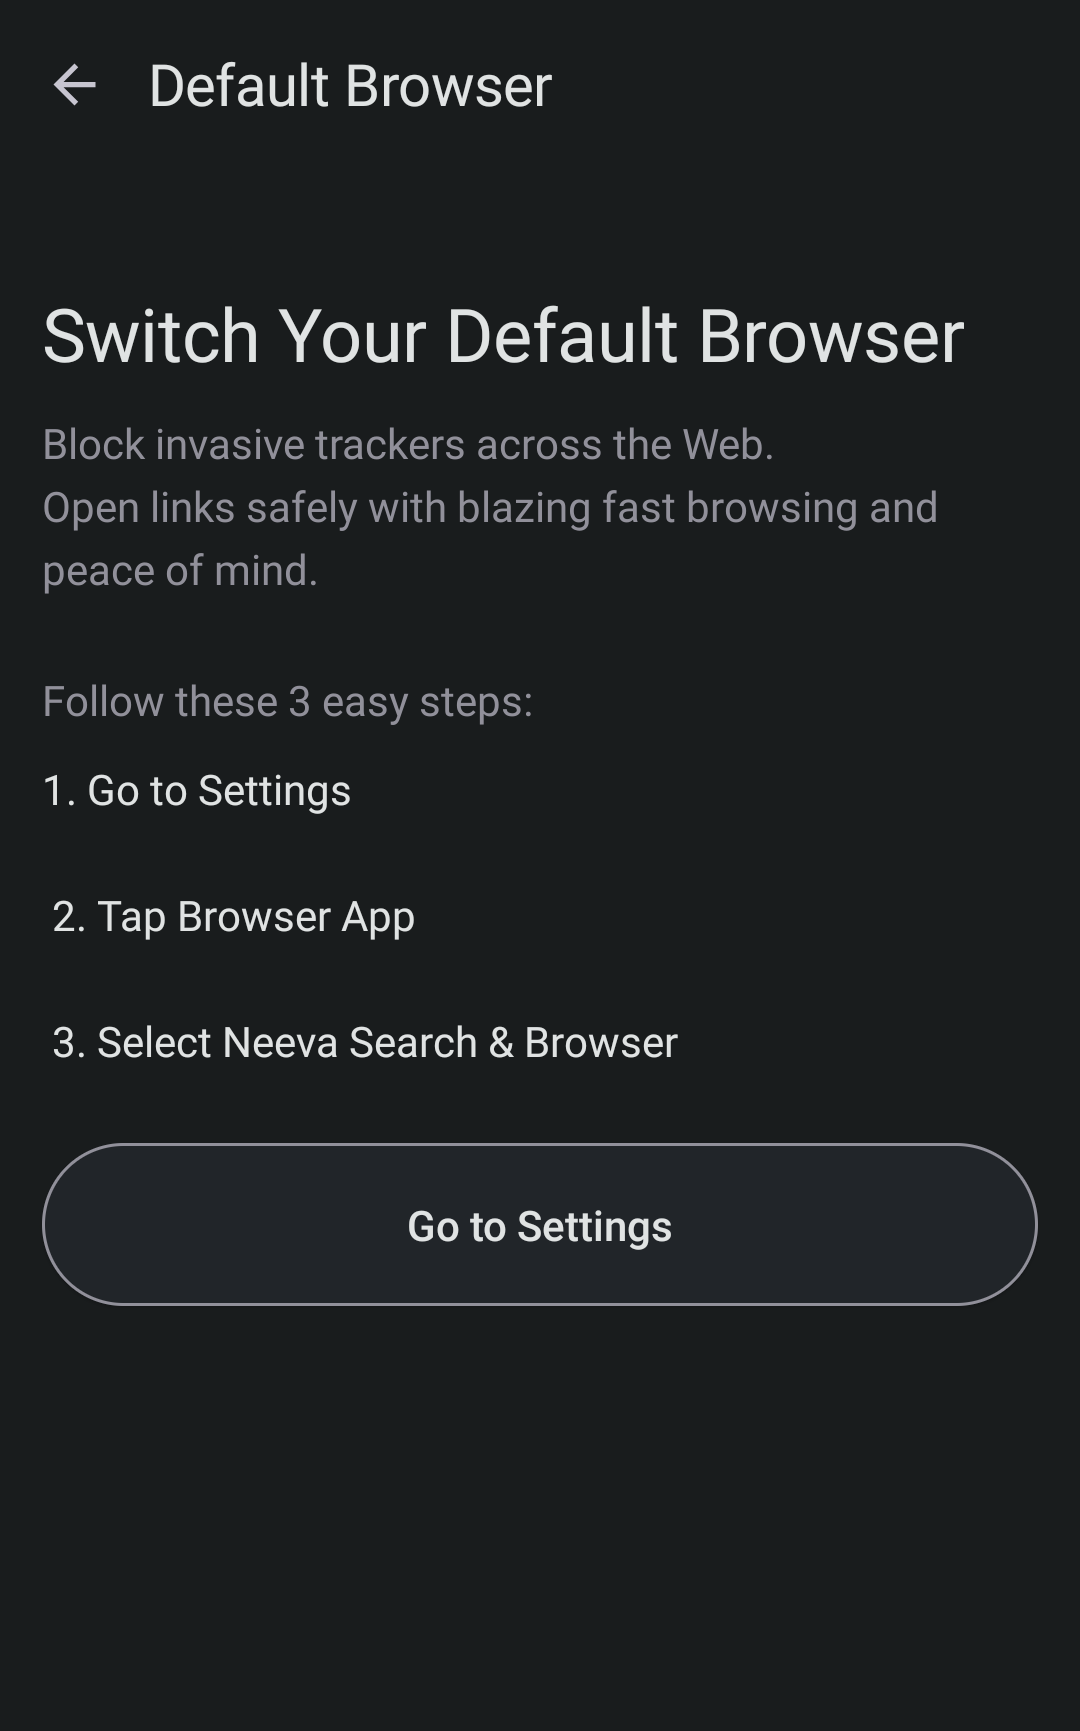 Default Browser
Switch Your Default Browser
Block invasive trackers across the Web.
Open links safely with blazing fast browsing and
peace of mind.
Follow these 3 easy steps:
1. Go to Settings
2. Tap Browser App
3. Select Neeva Search & Browser
Go to Settings